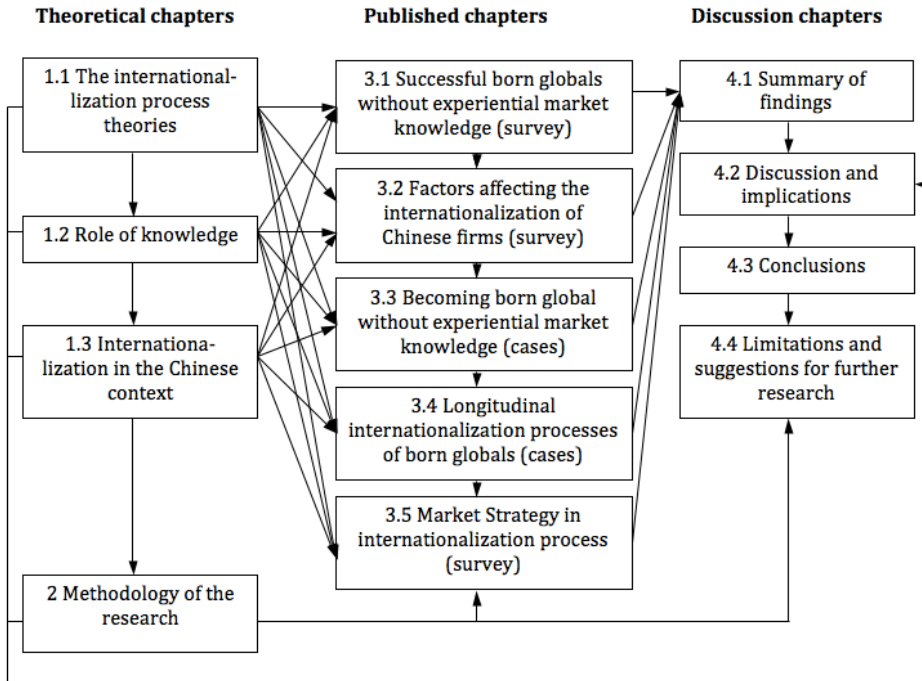 Theoretical chapters
1.1 The international-
lization process
theories
1.2 Role of knowledge
1.3 Internationa-
lization in the Chinese
context
2 Methodology of the
research
Published chapters
3.1 Successful born globals
without experiential market
knowledge (survey)
3.2 Factors affecting the
internationalization of
Chinese firms (survey)
3.3 Becoming born global
without experiential market
knowledge (cases)
3.4 Longitudinal
internationalization processes
of born globals (cases)
3.5 Market Strategy in
internationalization process
(survey)
Discussion chapters
4.1 Summary of
findings
4.2 Discussion and
implications
4.3 Conclusions
4.4 Limitations and
suggestions for further
research